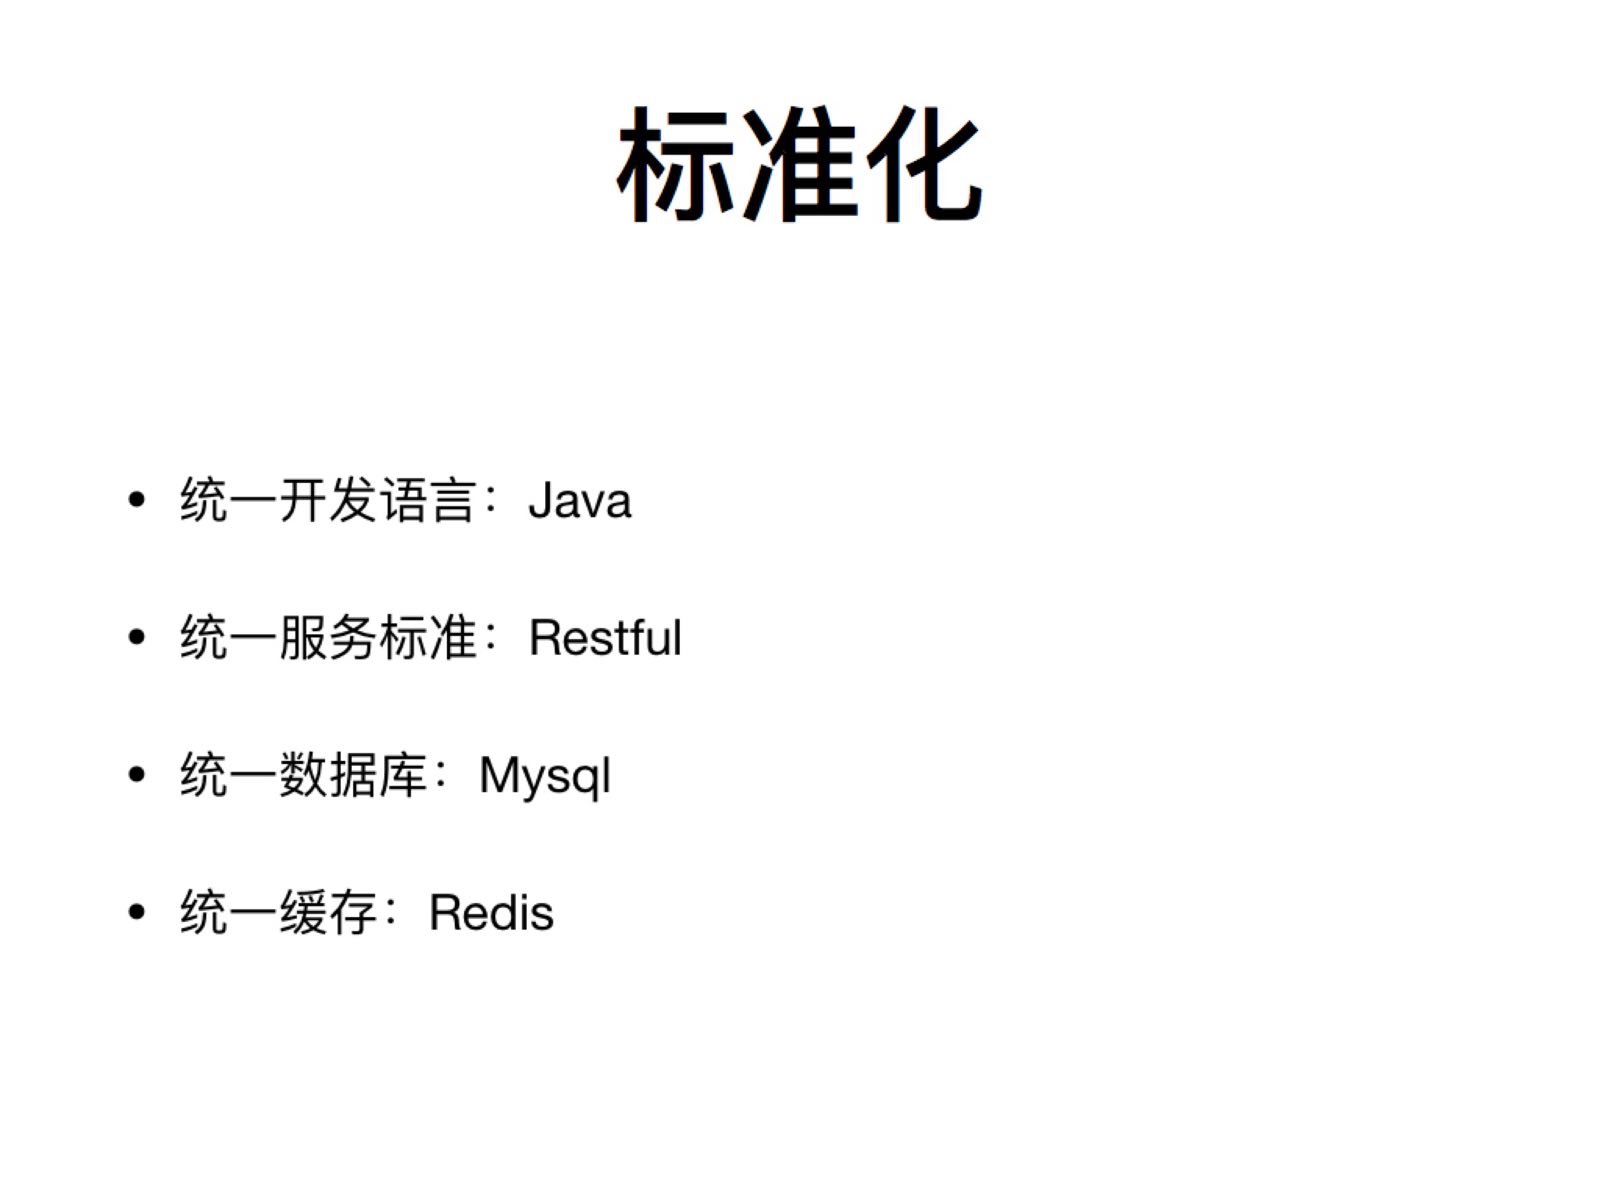 标准化
• 统一开发语言：Java
• 统一服务标准：Restful
• 统一数据库：Mysql
• 统一缓存：Redis